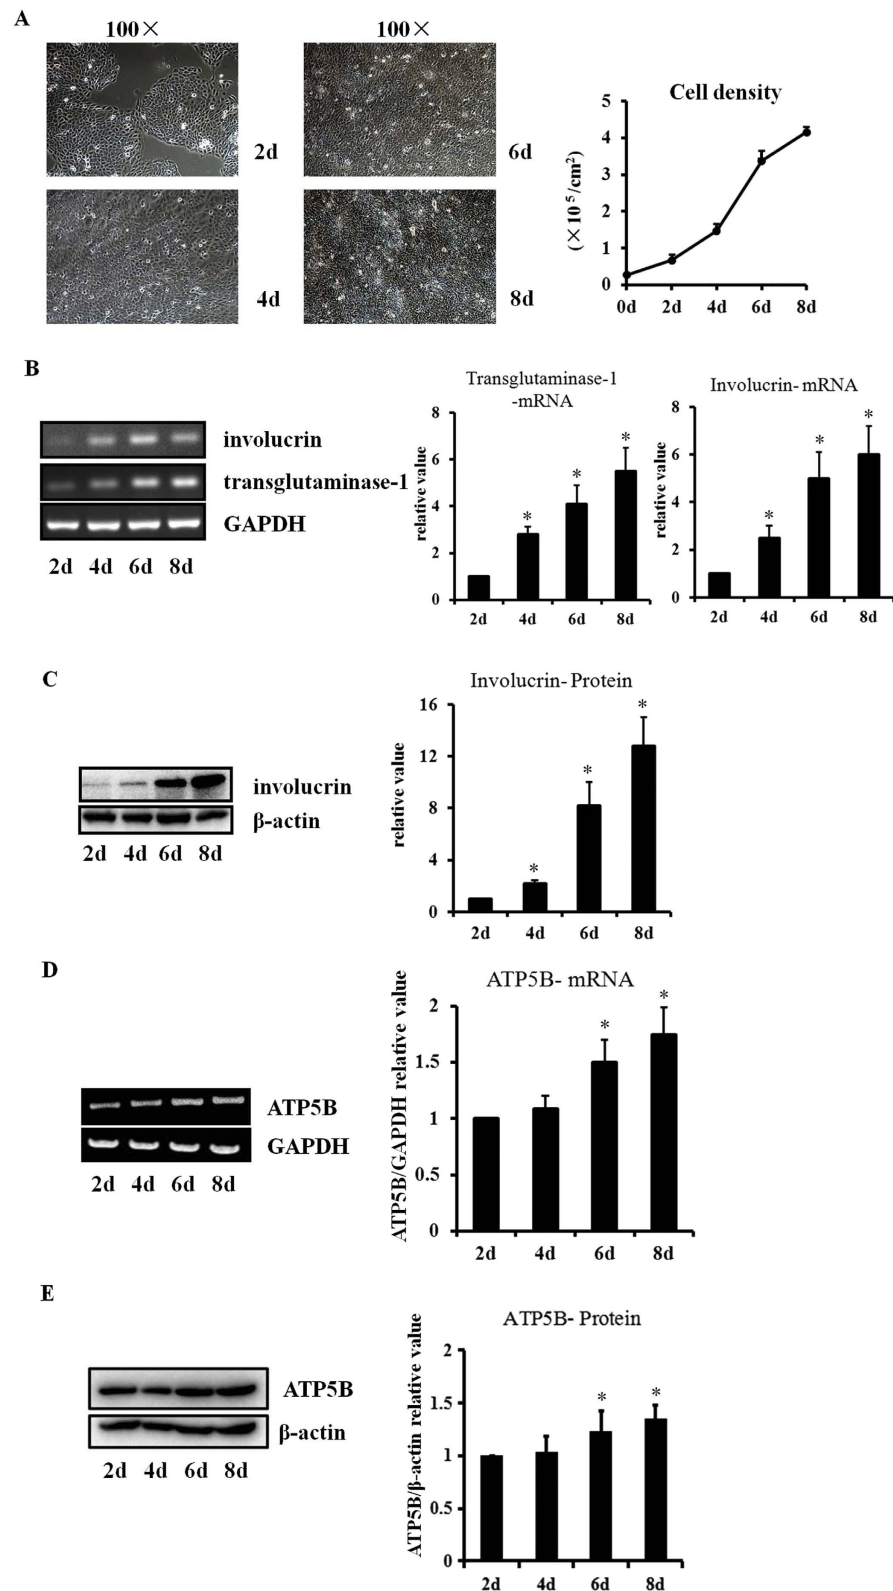 A
100×
100×
2d
6d
4d
8d
Cell density
(×10⁵/cm²)
5
4
3
2
1
0
0d 2d 4d 6d 8d
B
involucrin
transglutaminase-1
GAPDH
2d 4d 6d 8d
Transglutaminase-1
-mRNA
relative value
8
6
4
2
0
* * *
2d 4d 6d 8d
Involucrin- mRNA
relative value
8
6
4
2
0
* * *
2d 4d 6d 8d
C
involucrin
β-actin
2d 4d 6d 8d
Involucrin- Protein
relative value
16
12
8
4
0
* * *
2d 4d 6d 8d
D
ATP5B
GAPDH
2d 4d 6d 8d
ATP5B- mRNA
ATP5B/GAPDH relative value
2
1.5
1
0.5
0
* *
2d 4d 6d 8d
E
ATP5B
β-actin
2d 4d 6d 8d
ATP5B- Protein
ATP5B/β-actin relative value
2
1.5
1
0.5
0
* *
2d 4d 6d 8d